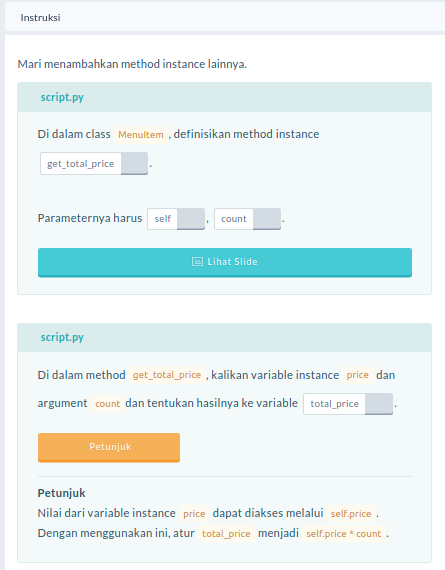 Instruksi
Mari menambahkan method instance lainnya.
script.py
Di dalam class MenuItem , definisikan method instance
get_total_price .
Parameternya harus self , count .
Lihat Slide
script.py
Di dalam method get_total_price , kalikan variable instance price dan
argument count dan tentukan hasilnya ke variable total_price .
Petunjuk
Petunjuk
Nilai dari variable instance price dapat diakses melalui self.price .
Dengan menggunakan ini, atur total_price menjadi self.price * count .